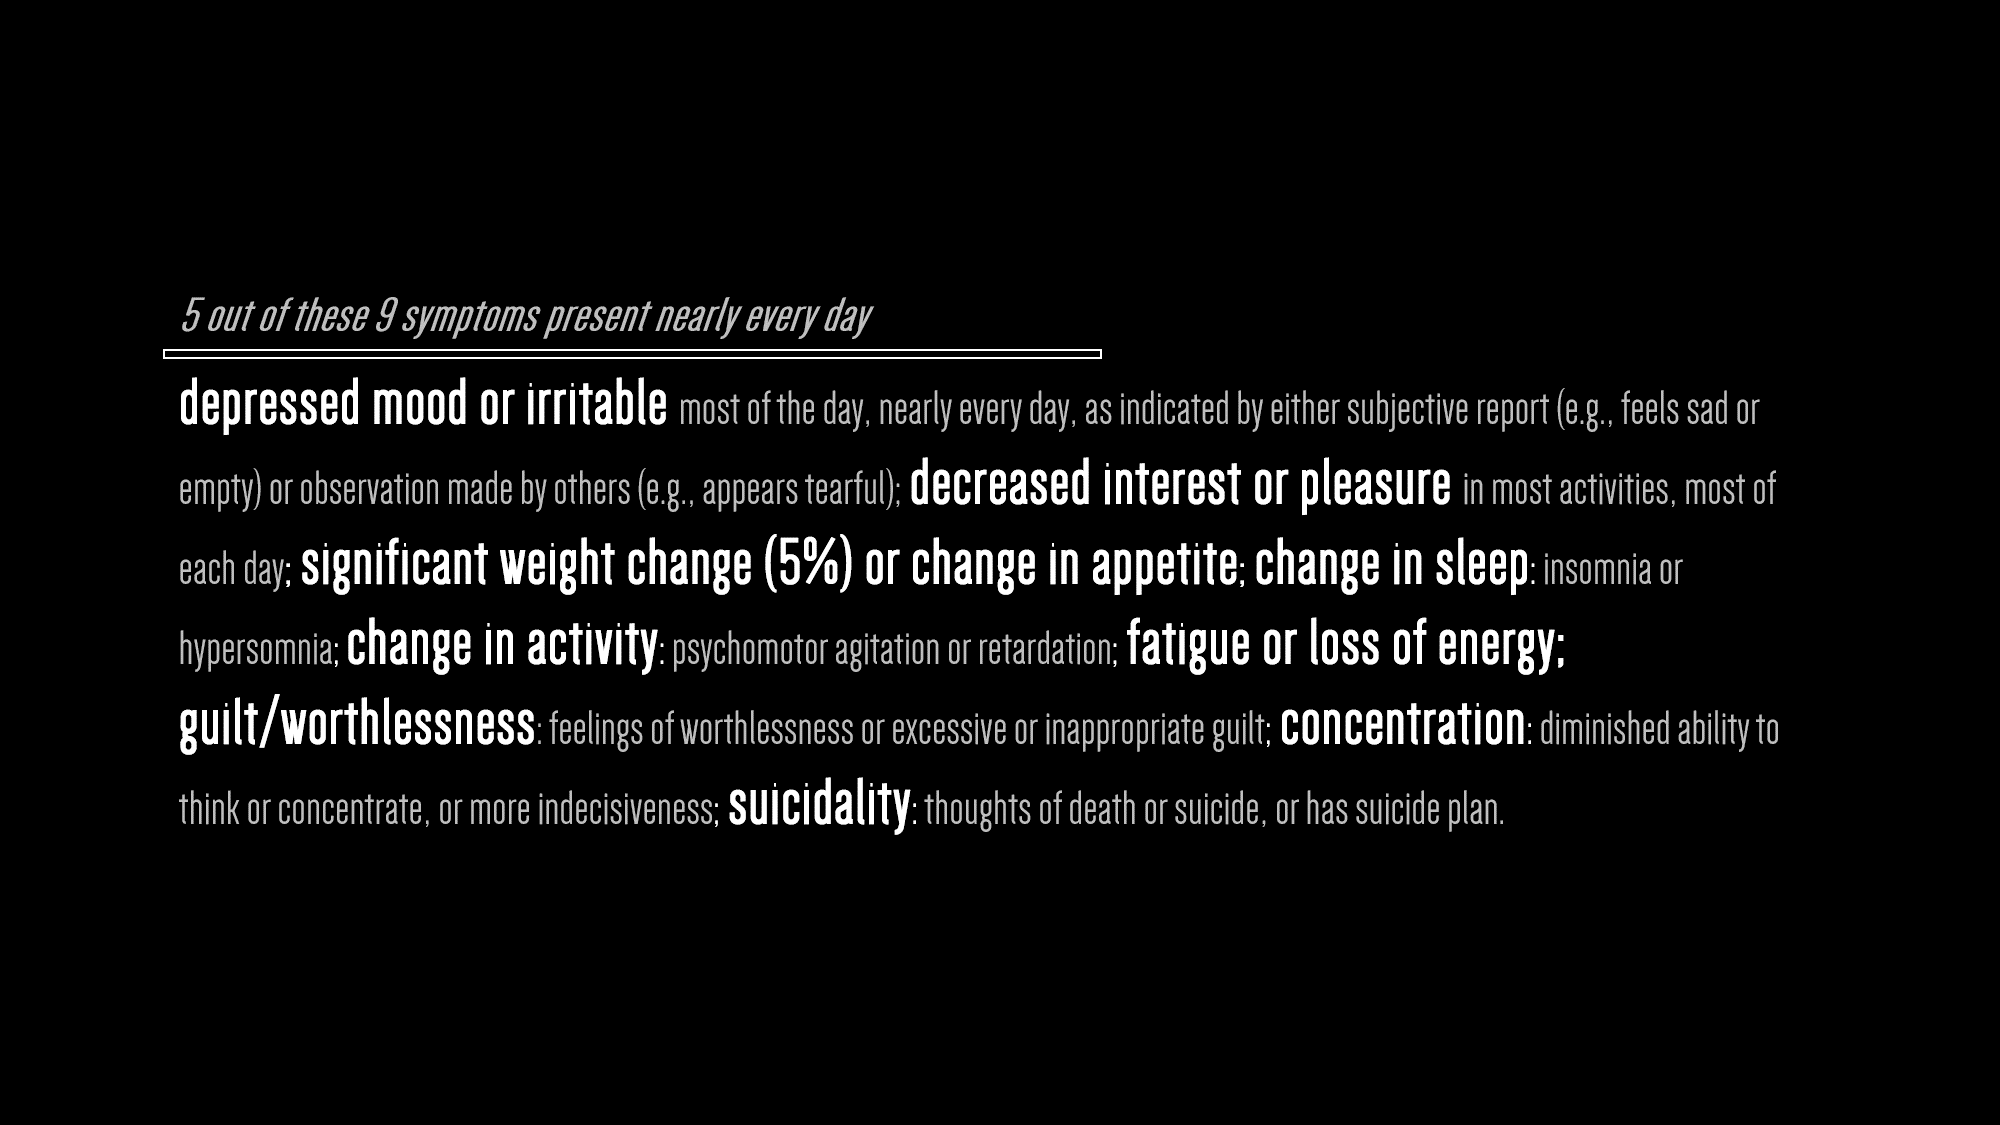 5 out of these 9 symptoms present nearly every day
depressed mood or irritable most of the day, nearly every day, as indicated by either subjective report (e.g., feels sad or
empty) or observation made by others (e.g., appears tearful); decreased interest or pleasure in most activities, most of
each day; significant weight change (5%) or change in appetite; change in sleep: insomnia or
hypersomnia; change in activity: psychomotor agitation or retardation; fatigue or loss of energy;
guilt/worthlessness: feelings of worthlessness or excessive or inappropriate guilt; concentration: diminished ability to
think or concentrate, or more indecisiveness; suicidality: thoughts of death or suicide, or has suicide plan.